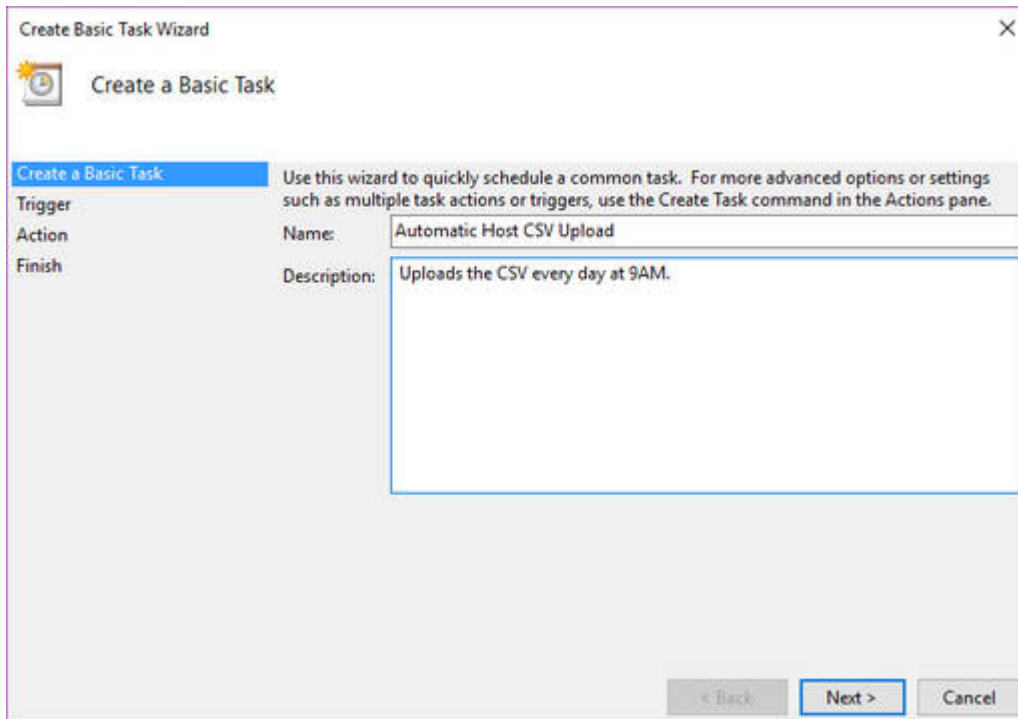 Create Basic Task Wizard
Create a Basic Task
Create a Basic Task
Trigger
Action
Finish
Use this wizard to quickly schedule a common task. For more advanced options or settings
such as multiple task actions or triggers, use the Create Task command in the Actions pane.
Name: Automatic Host CSV Upload
Description: Uploads the CSV every day at 9AM.
< Back Next > Cancel